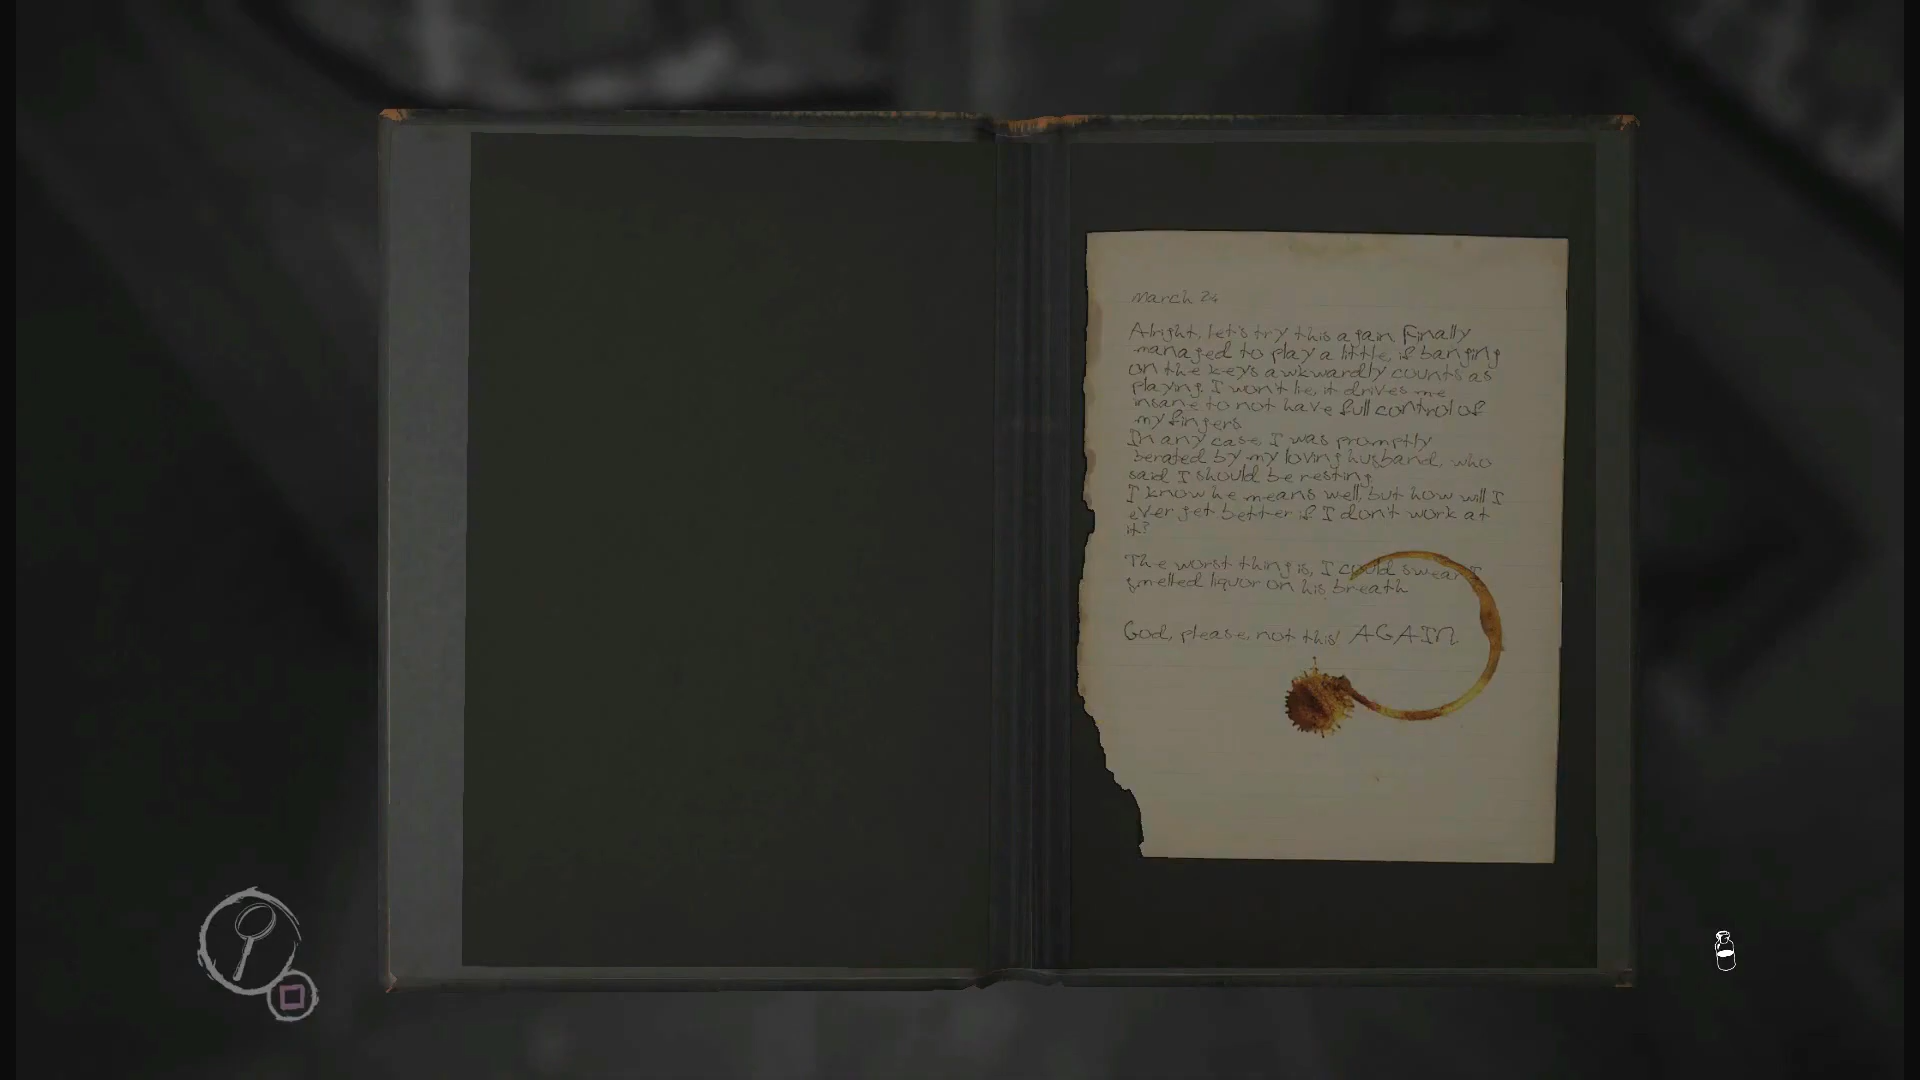 March 24
Alright, let's try this again. Finally
managed to play a little, if banging
on the keys awkwardly counts as
playing. I won't lie, it drives me
insane to not have full control of
my fingers.
In any case, I was promptly
berated by my loving husband, who
said I should be resting.
I know he means well, but how will I
ever get better if I don't work at
it?
The worst thing is, I could swear I
smelled liquor on his breath
God, please, not this AGAIN